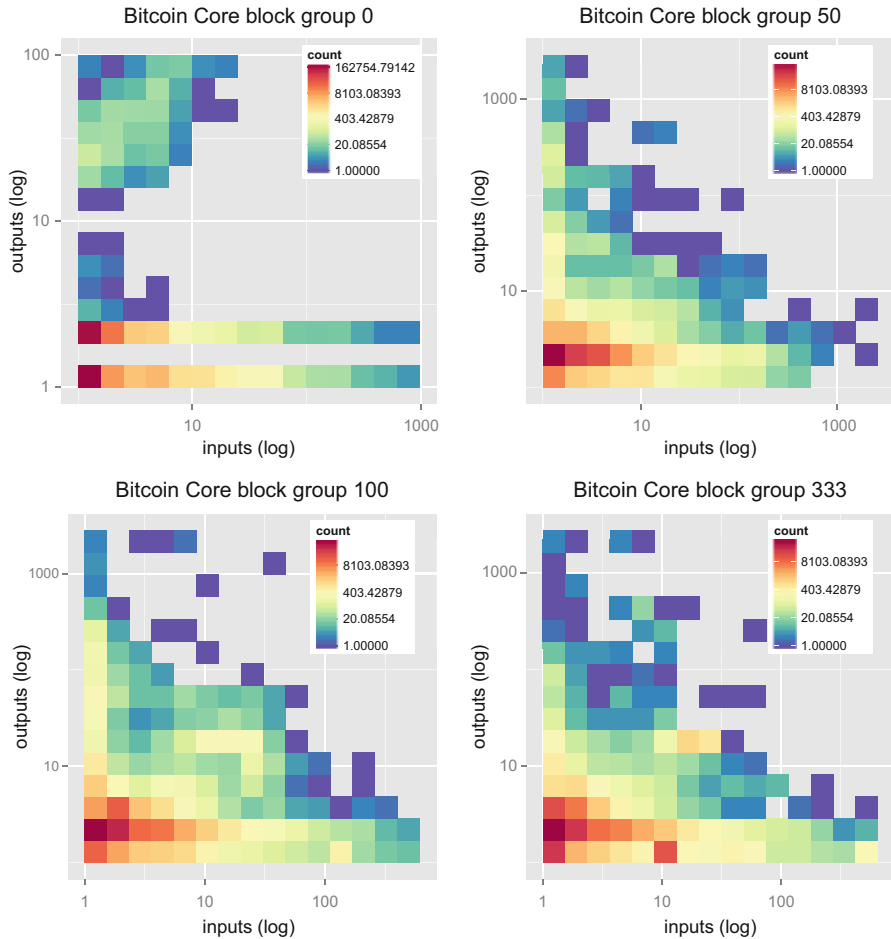 Bitcoin Core block group 0
count
162754.79142
8103.08393
403.42879
20.08554
1.00000
100
10
1
outputs (log)
10
1000
inputs (log)
Bitcoin Core block group 50
count
8103.08393
403.42879
20.08554
1.00000
1000
10
outputs (log)
10
1000
inputs (log)
Bitcoin Core block group 100
count
8103.08393
403.42879
20.08554
1.00000
1000
10
outputs (log)
1
10
100
inputs (log)
Bitcoin Core block group 333
count
8103.08393
403.42879
20.08554
1.00000
1000
10
outputs (log)
1
10
100
inputs (log)